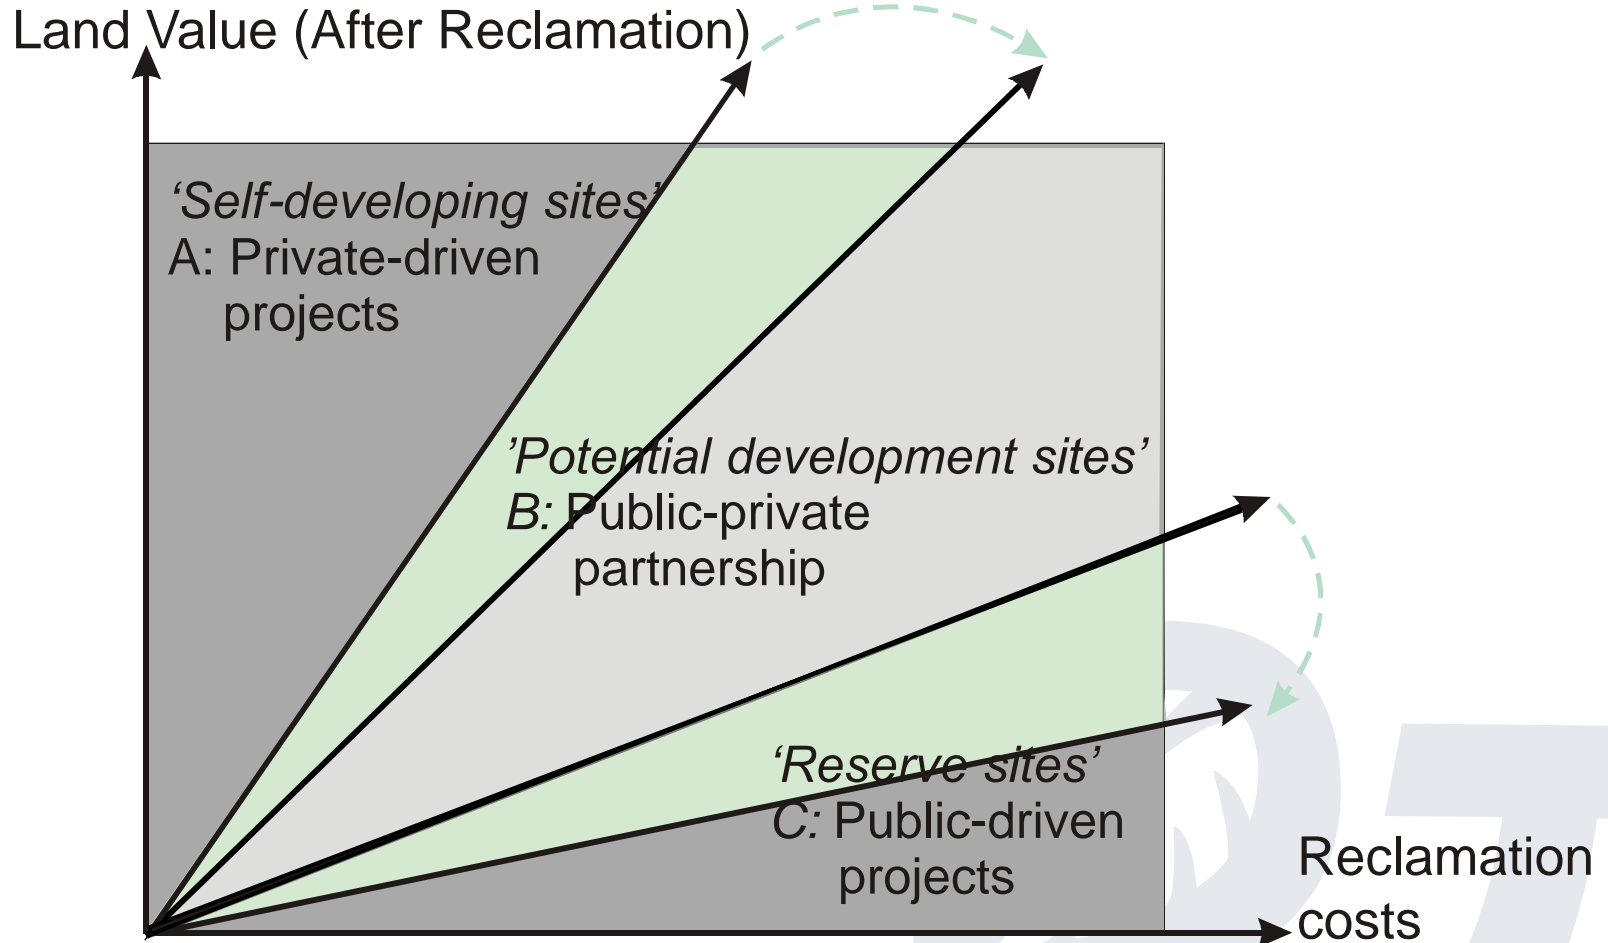 Land Value (After Reclamation)
‘Self-developing sites’
A: Private-driven
projects
’Potential development sites’
B: Public-private
partnership
‘Reserve sites’
C: Public-driven
projects
Reclamation
costs